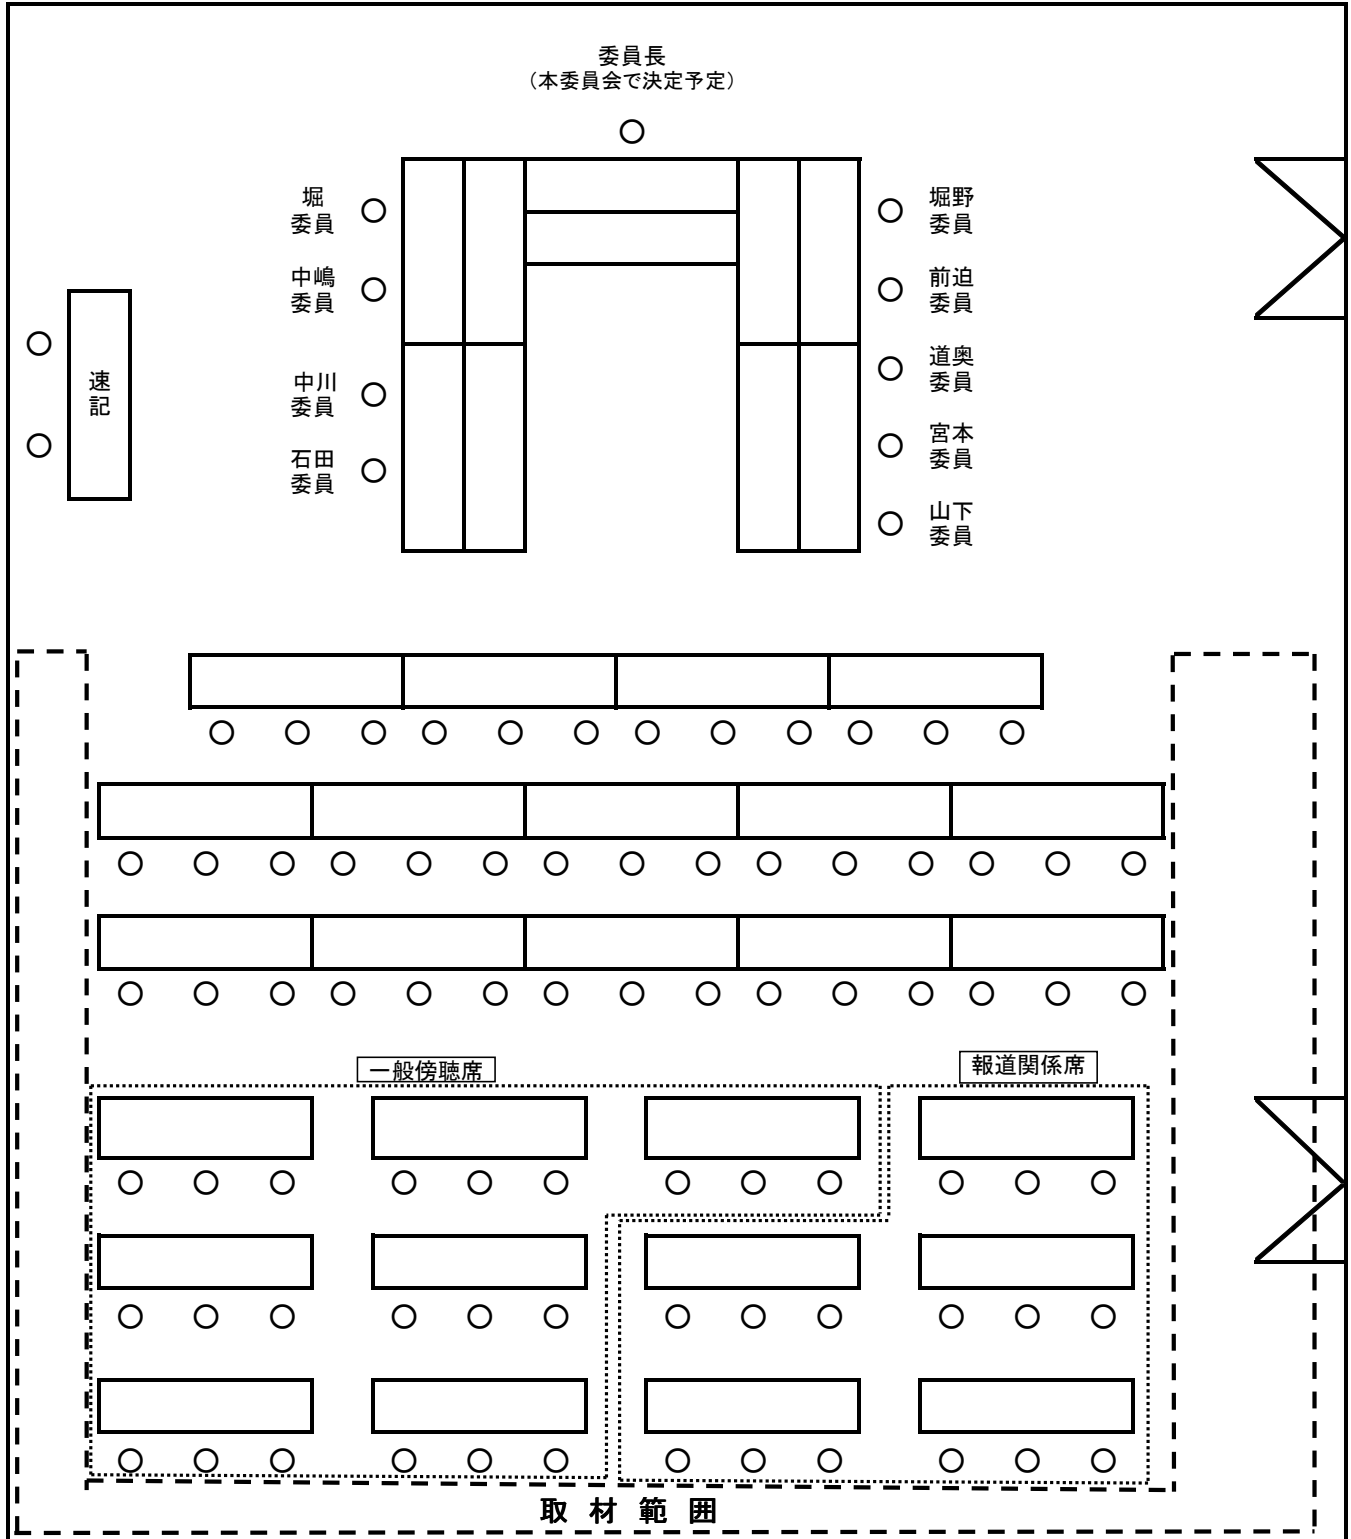 委員長
（本委員会で決定予定）
堀
委員
中嶋
委員
中川
委員
石田
委員
堀野
委員
前迫
委員
道奥
委員
宮本
委員
山下
委員
速記
一般傍聴席
報道関係席
取材範囲